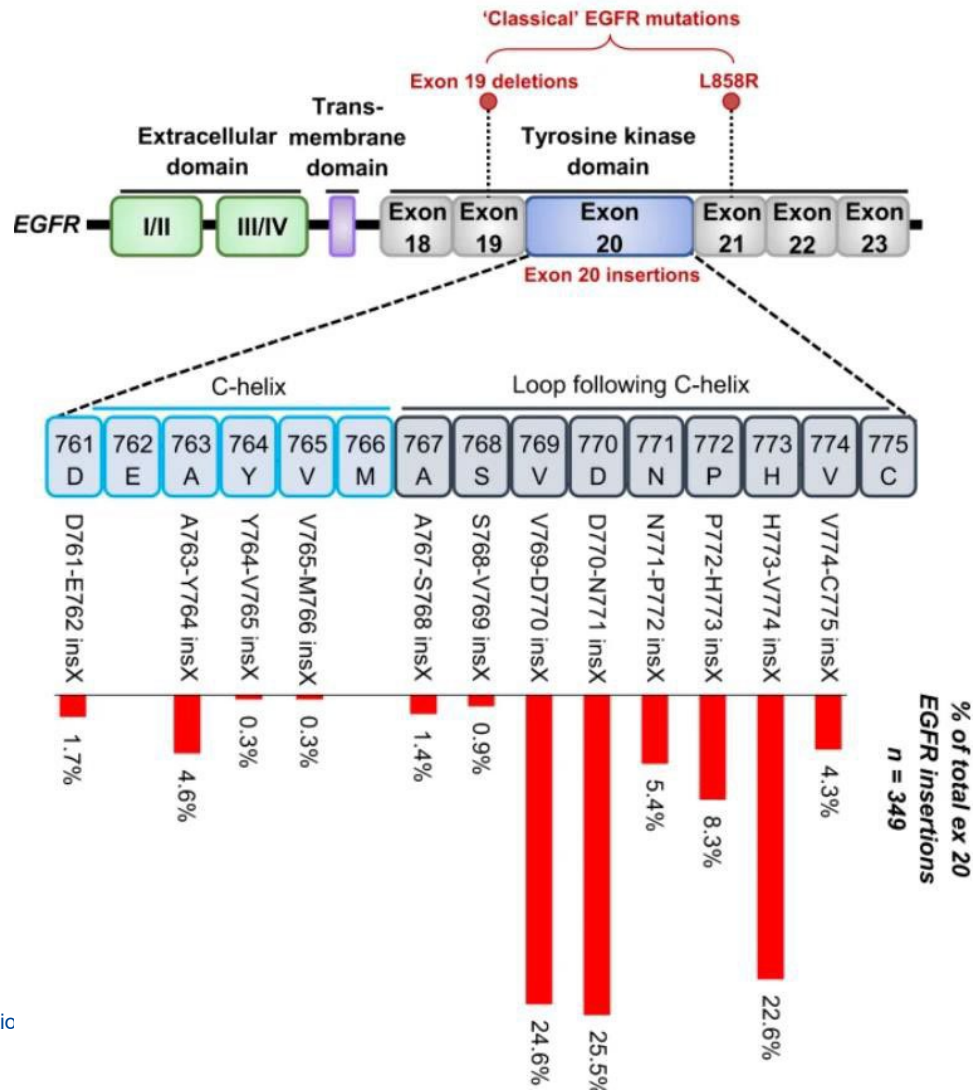 ‘Classical’ EGFR mutations
Exon 19 deletions
L858R
Extracellular
domain
Trans-
membrane
domain
Tyrosine kinase
domain
EGFR
I/II
III/IV
Exon
18
Exon
19
Exon
20
Exon
21
Exon
22
Exon
23
Exon 20 insertions
C-helix
Loop following C-helix
761
D
762
E
763
A
764
Y
765
V
766
M
767
A
768
S
769
V
770
D
771
N
772
P
773
H
774
V
775
C
D761-E762 insX
A763-Y764 insX
Y764-V765 insX
V765-M766 insX
A767-S768 insX
S768-V769 insX
V769-D770 insX
D770-N771 insX
N771-P772 insX
P772-H773 insX
H773-V774 insX
V774-C775 insX
1.7%
4.6%
0.3%
0.3%
1.4%
0.9%
24.6%
25.5%
5.4%
8.3%
22.6%
4.3%
% of total ex 20
EGFR insertions
n = 349